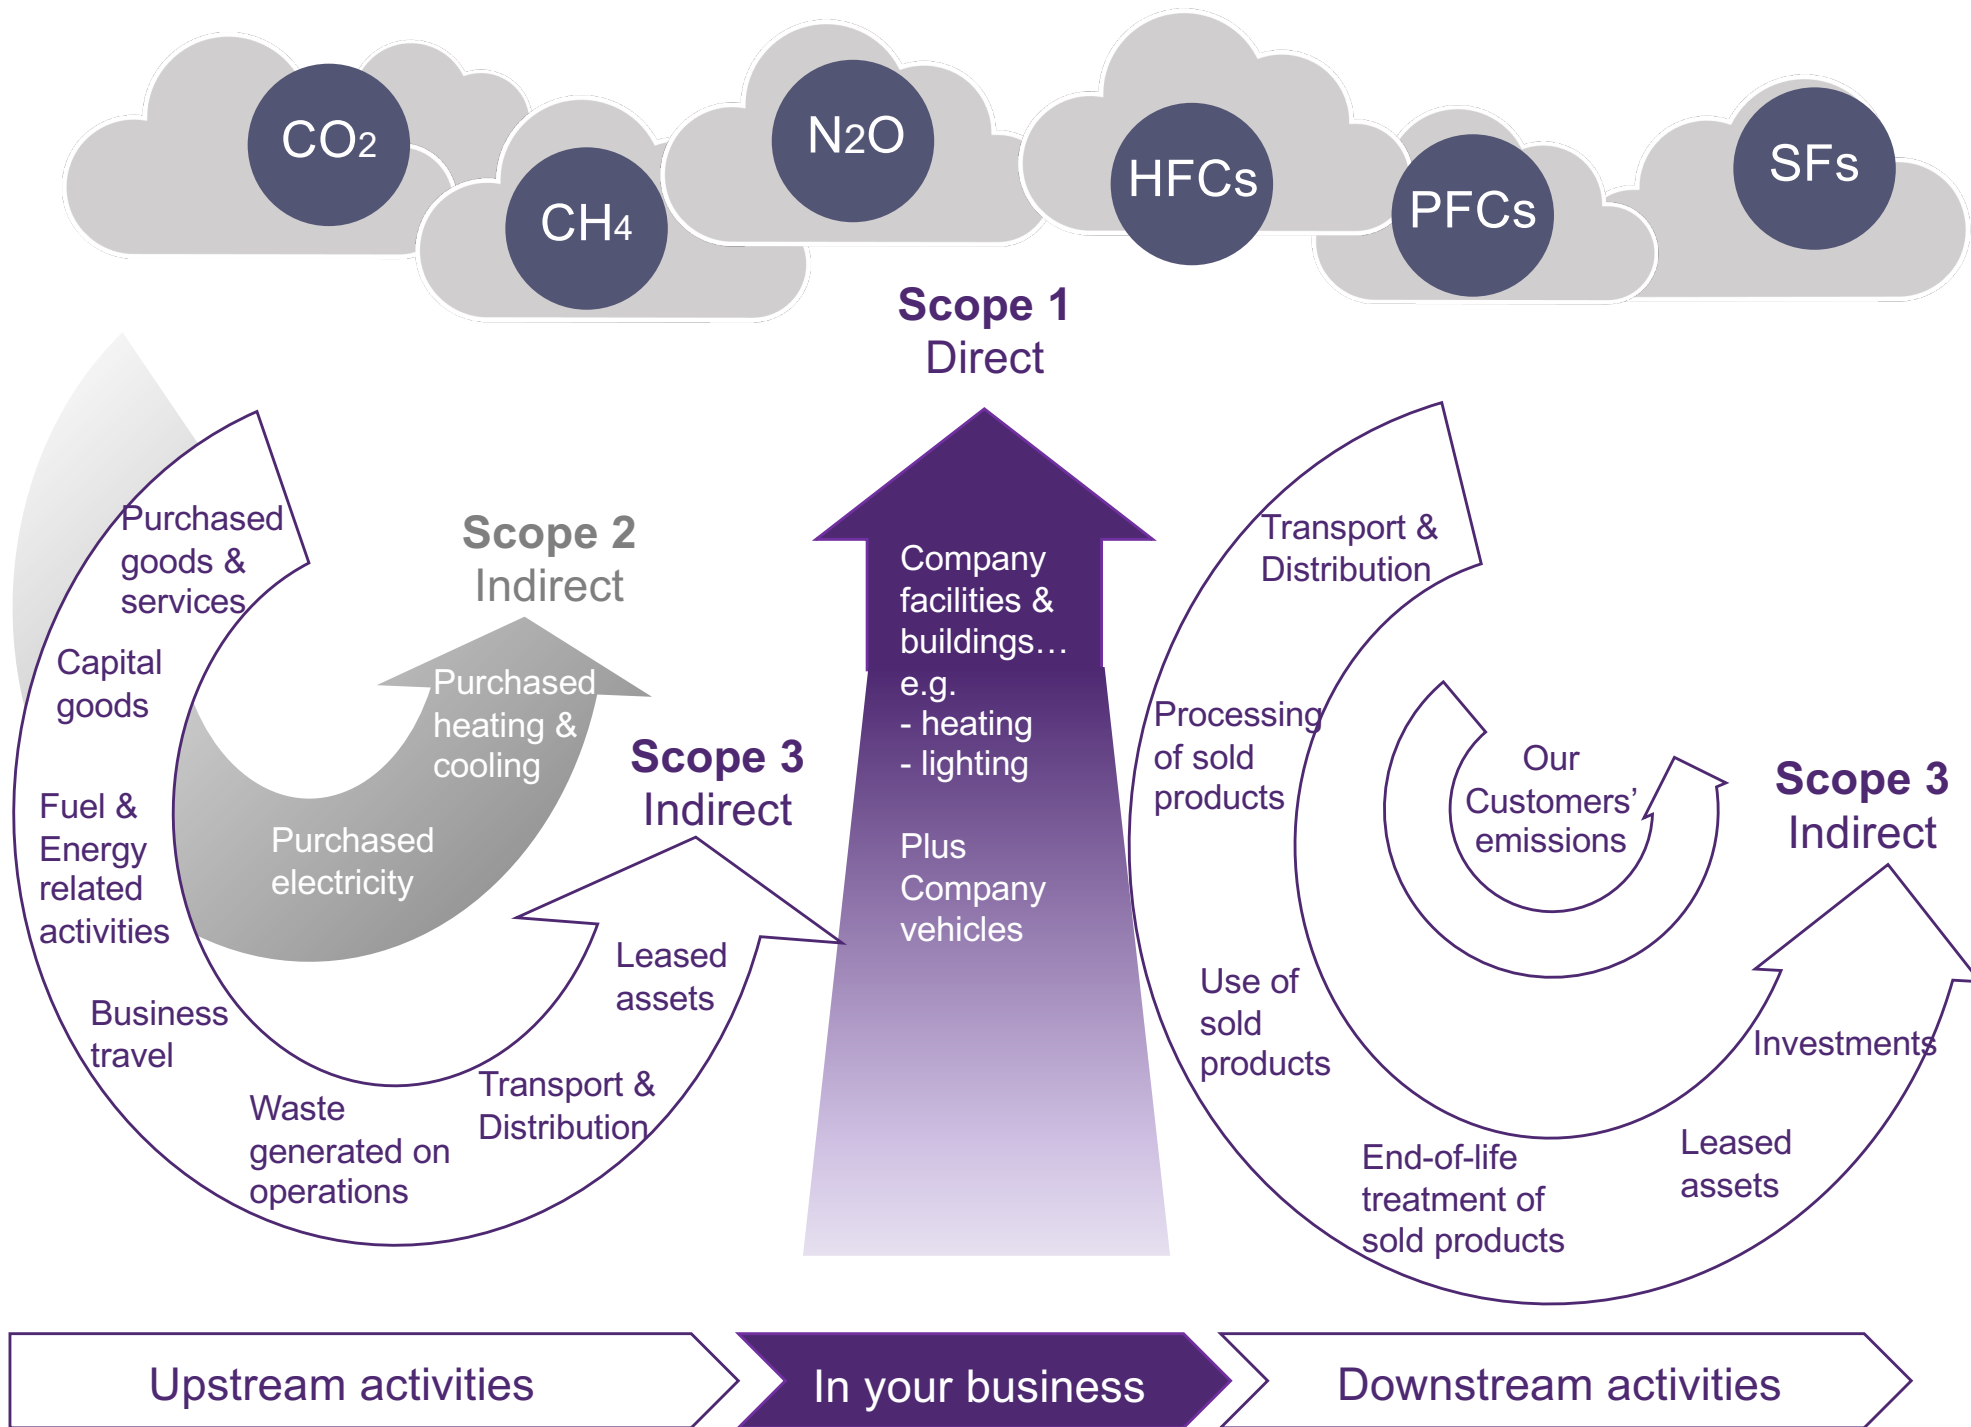 CO2
CH4
N2O
HFCs
PFCs
SFs
Scope 1
Direct
Purchased
goods &
services
Capital
goods
Fuel &
Energy
related
activities
Business
travel
Waste
generated on
operations
Transport &
Distribution
Leased
assets
Scope 2
Indirect
Purchased
heating &
cooling
Purchased
electricity
Scope 3
Indirect
Company
facilities &
buildings…
e.g.
- heating
- lighting
Plus
Company
vehicles
Transport &
Distribution
Processing
of sold
products
Use of
sold
products
End-of-life
treatment of
sold products
Leased
assets
Investments
Our
Customers’
emissions
Scope 3
Indirect
Upstream activities
In your business
Downstream activities